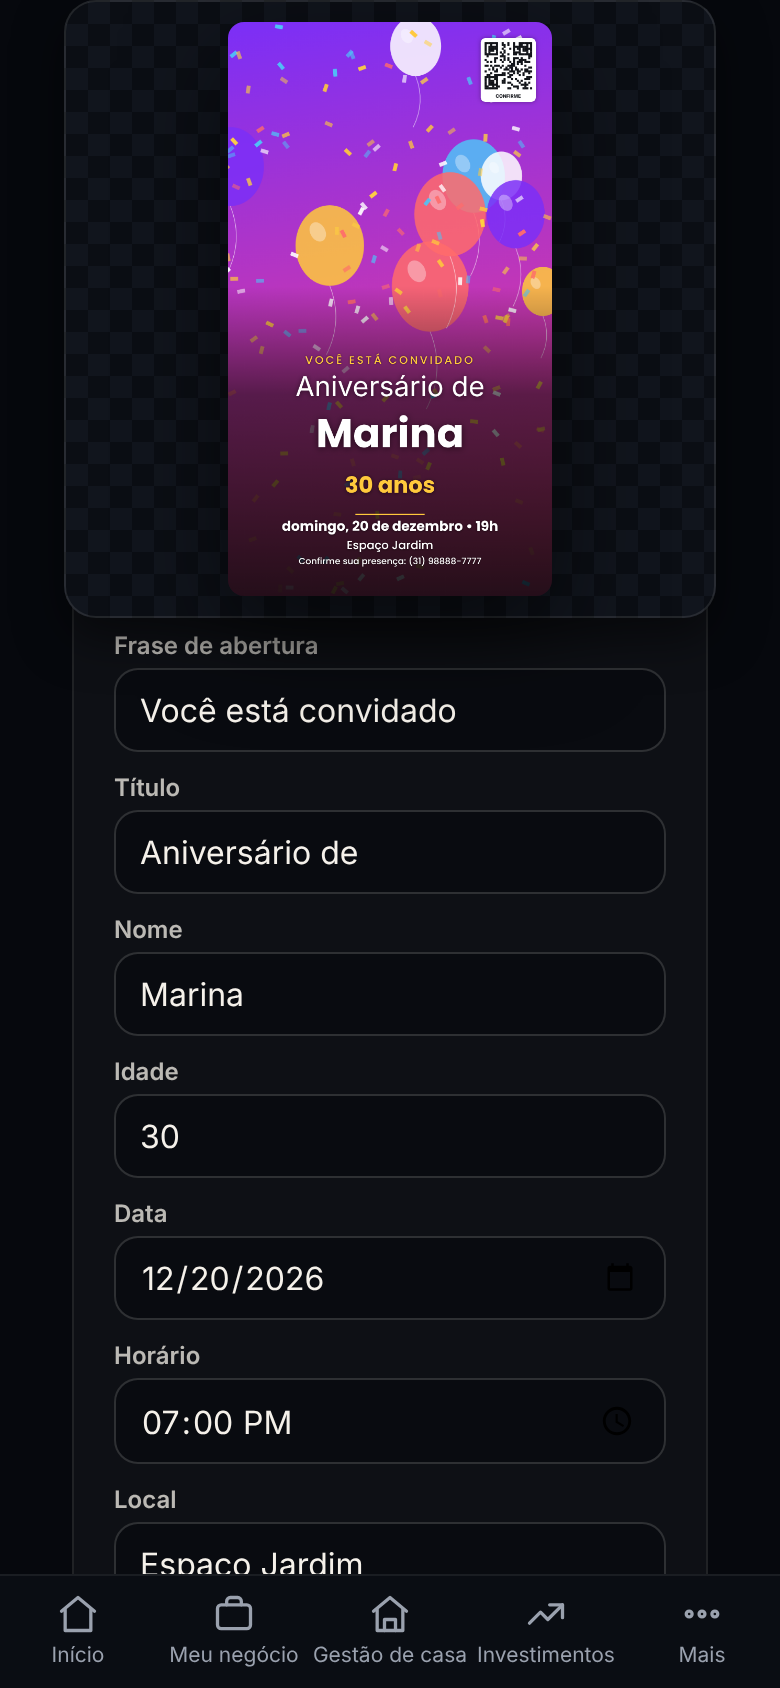 CONFIRME
VOCÊ ESTÁ CONVIDADO
Aniversário de
Marina
30 anos
domingo, 20 de dezembro • 19h
Espaço Jardim
Confirme sua presença: (31) 98888-7777
Frase de abertura
Você está convidado
Título
Aniversário de
Nome
Marina
Idade
30
Data
12/20/2026
Horário
07:00 PM
Local
Espaço Jardim
Início
Meu negócio
Gestão de casa
Investimentos
Mais